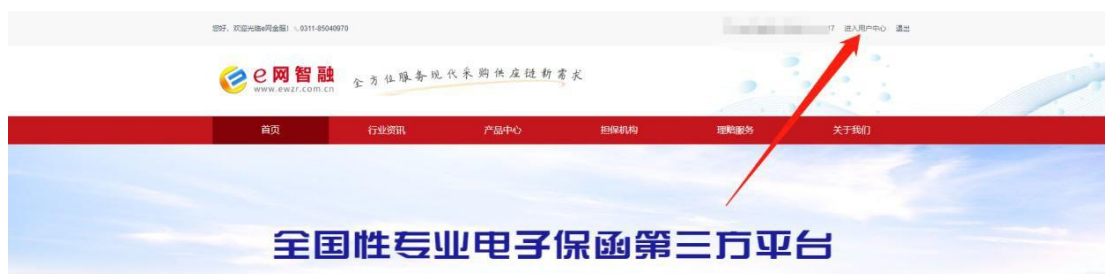 您好，欢迎光临e网金服！ 0311-85040970
17 进入用户中心 退出
e网智融 全方位服务现代采购供应链新需求
www.ewzr.com.cn
首页 行业资讯 产品中心 担保机构 理赔服务 关于我们
全国性专业电子保函第三方平台